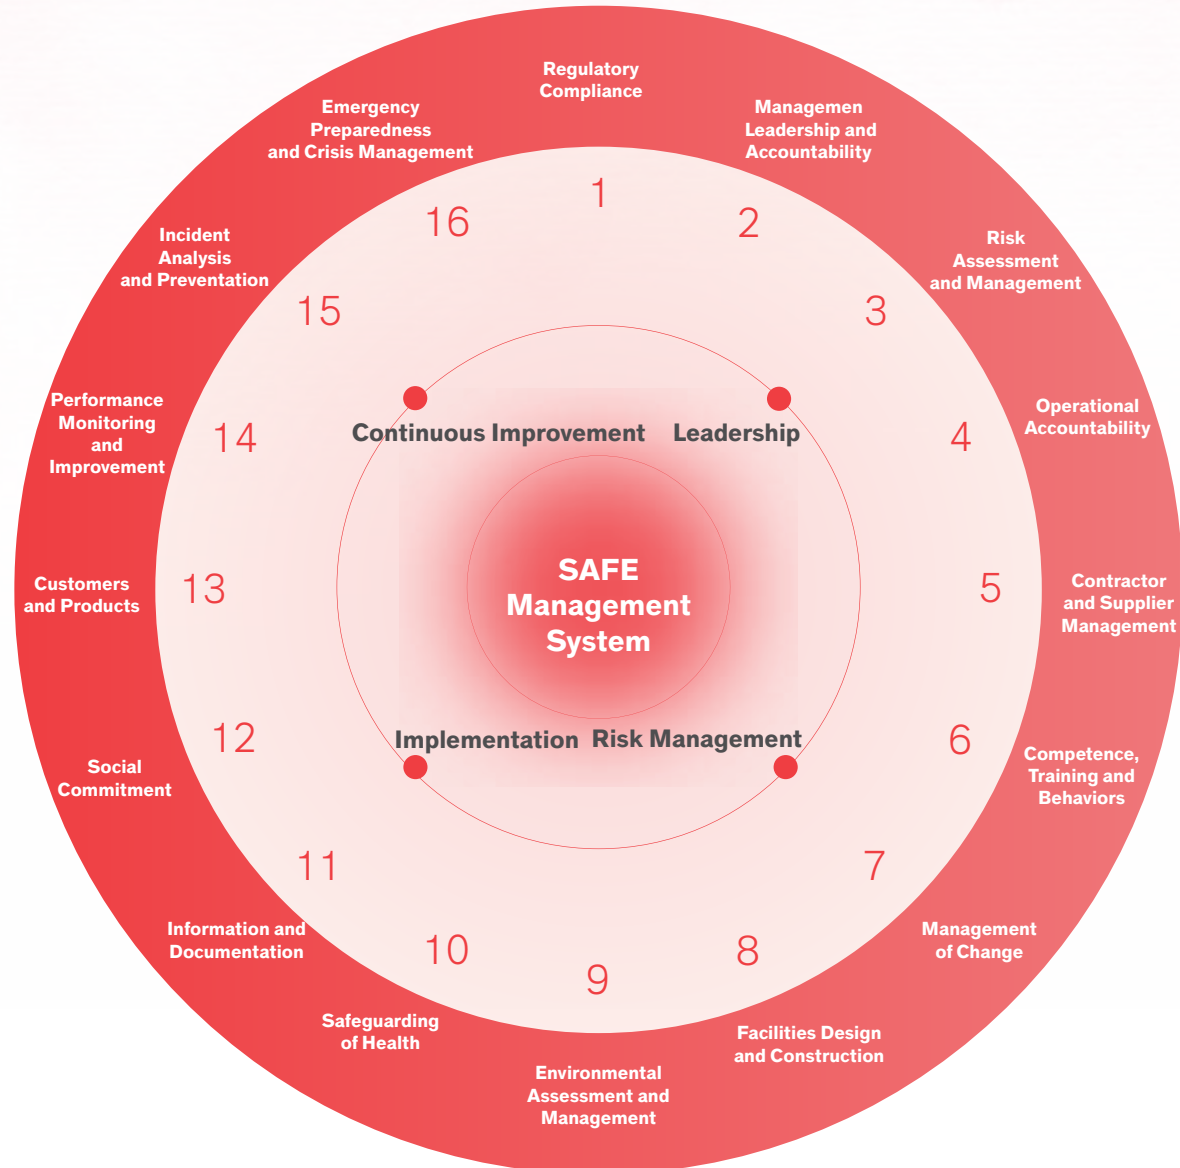 Regulatory
Compliance
1
Managemen
Leadership and
Accountability
2
Risk
Assessment
and Management
3
Operational
Accountability
4
Contractor
and Supplier
Management
5
Competence,
Training and
Behaviors
6
Management
of Change
7
Facilities Design
and Construction
8
Environmental
Assessment and
Management
9
Safeguarding
of Health
10
Information and
Documentation
11
Social
Commitment
12
Customers
and Products
13
Performance
Monitoring
and
Improvement
14
Incident
Analysis
and Preventation
15
Emergency
Preparedness
and Crisis Management
16
Continuous Improvement
Leadership
SAFE
Management
System
Implementation
Risk Management